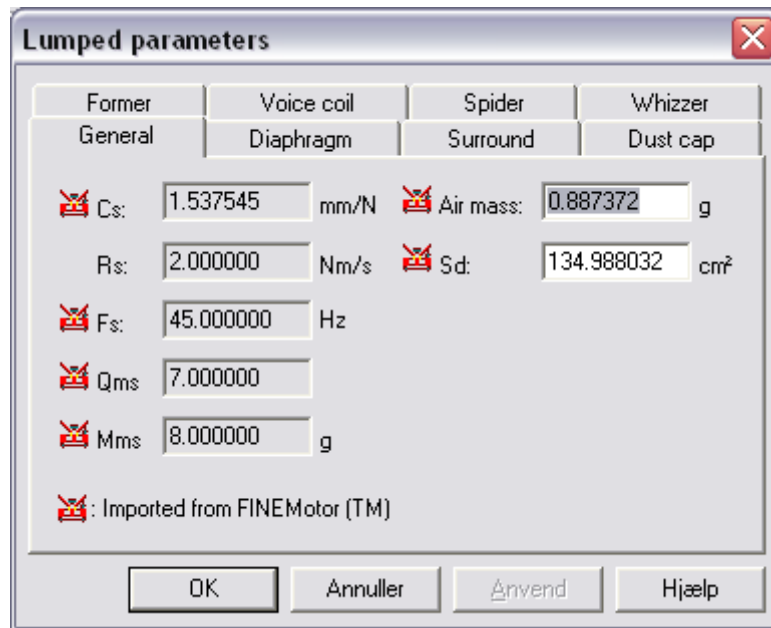 Lumped parameters
Former Voice coil Spider Whizzer
General Diaphragm Surround Dust cap
Cs: 1.537545 mm/N Air mass: 0.887372 g
Rs: 2.000000 Nm/s Sd: 134.988032 cm²
Fs: 45.000000 Hz
Qms 7.000000
Mms 8.000000 g
: Imported from FINEMotor (TM)
OK Annuller Anvend Hjælp